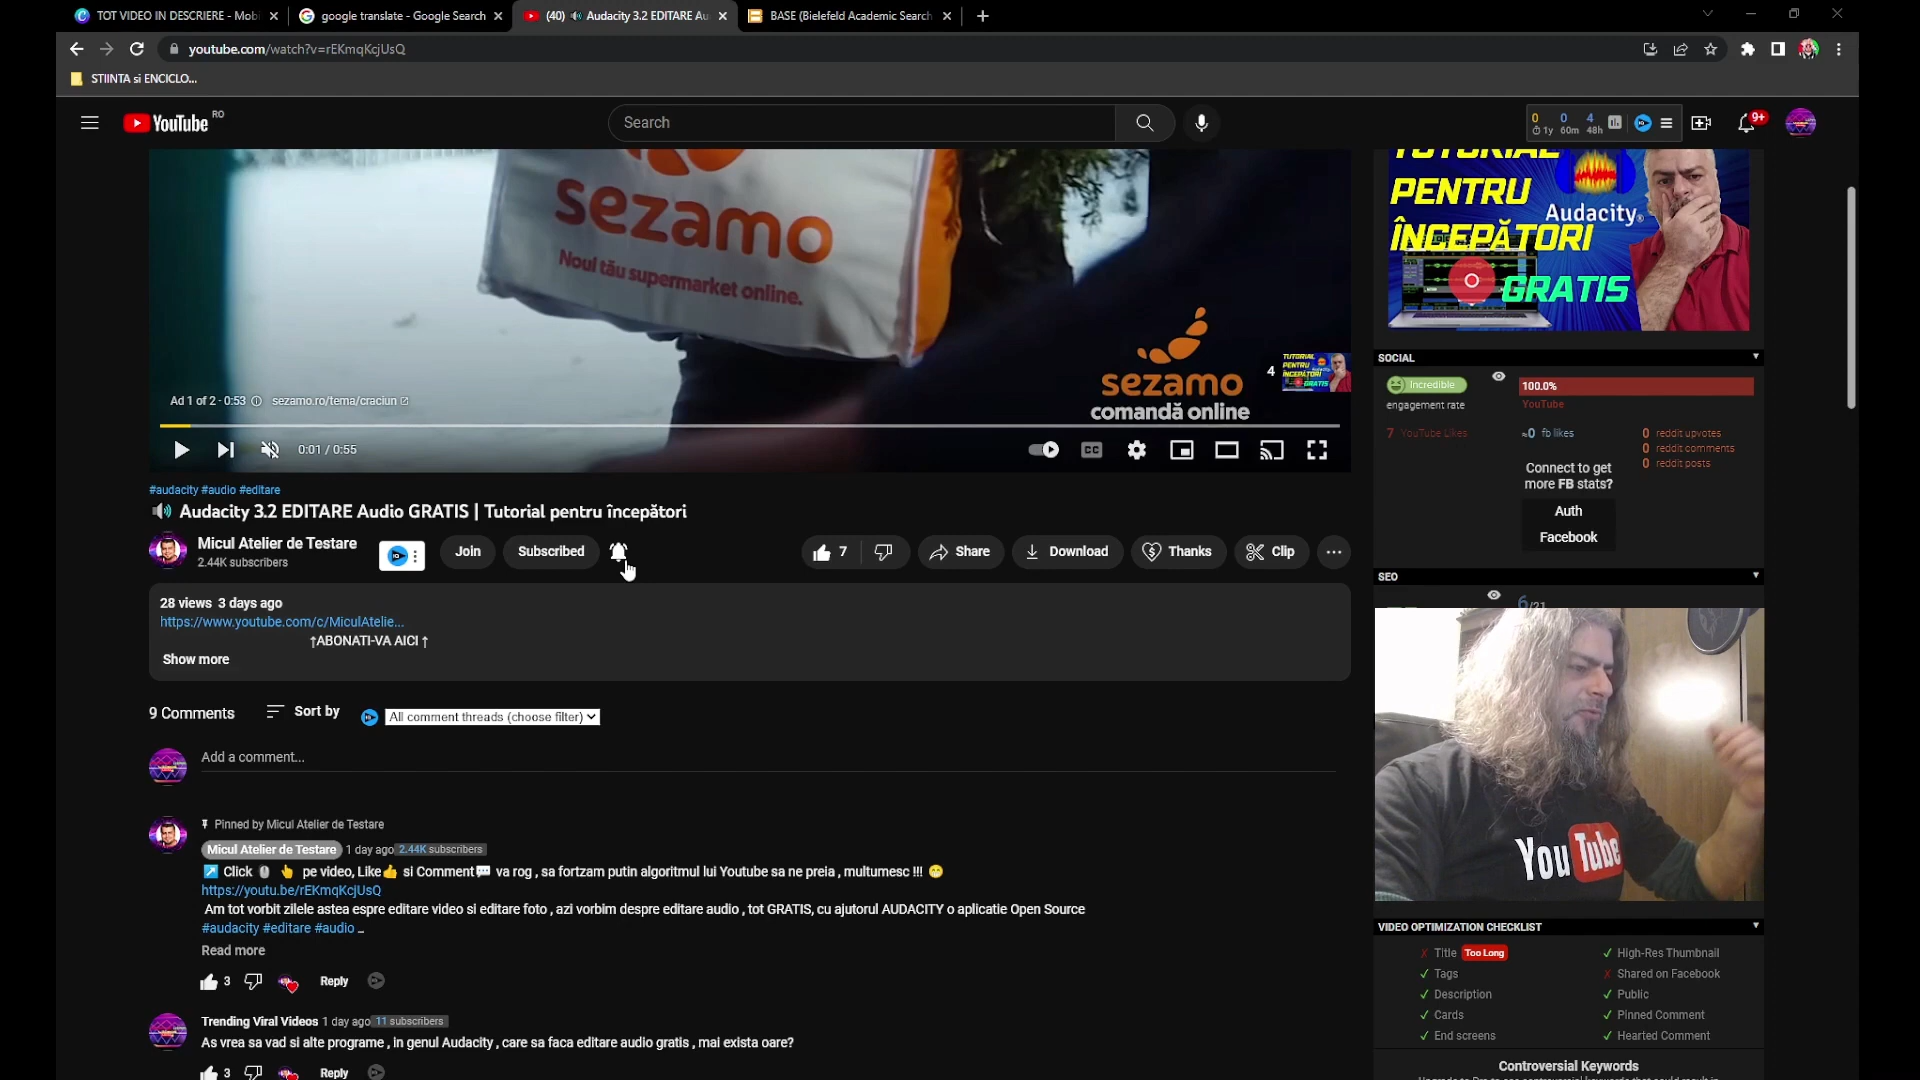 TOT VIDEO IN DESCRIERE - Mobi
google translate - Google Search
(40) 🔊 Audacity 3.2 EDITARE Au
BASE (Bielefeld Academic Search
youtube.com/watch?v=rEKmqKcjUsQ
STIINTA si ENCICLO...
YouTube RO
Search
0 0 4
1y 60m 48h
9+
sezamo
Noul tău supermarket online.
sezamo
comandă online
4
Ad 1 of 2 · 0:53 sezamo.ro/tema/craciun
0:01 / 0:55
CC
TUTORIAL
PENTRU
ÎNCEPĂTORI
Audacity
GRATIS
#audacity #audio #editare
🔊 Audacity 3.2 EDITARE Audio GRATIS | Tutorial pentru începători
Micul Atelier de Testare
2.44K subscribers
Join
Subscribed
7
Share
Download
Thanks
Clip
28 views 3 days ago
https://www.youtube.com/c/MiculAtelie...
↑ABONATI-VA AICI ↑
Show more
9 Comments
Sort by
All comment threads (choose filter)
Add a comment...
Pinned by Micul Atelier de Testare
Micul Atelier de Testare 1 day ago 2.44K subscribers
↗️ Click 🖱️ 👆 pe video, Like👍 si Comment💬 va rog , sa fortzam putin algoritmul lui Youtube sa ne preia , multumesc !!! 😁
https://youtu.be/rEKmqKcjUsQ
Am tot vorbit zilele astea espre editare video si editare foto , azi vorbim despre editare audio , tot GRATIS, cu ajutorul AUDACITY o aplicatie Open Source
#audacity #editare #audio ...
Read more
3 Reply
Trending Viral Videos 1 day ago 11 subscribers
As vrea sa vad si alte programe , in genul Audacity , care sa faca editare audio gratis , mai exista oare?
3 Reply
SOCIAL
Incredible
engagement rate
100.0%
YouTube
7 YouTube Likes
≈0 fb likes
0 reddit upvotes
0 reddit comments
0 reddit posts
Connect to get
more FB stats?
Auth
Facebook
SEO
6/21
You Tube
VIDEO OPTIMIZATION CHECKLIST
✗ Title Too Long
✓ High-Res Thumbnail
✓ Tags
✗ Shared on Facebook
✓ Description
✓ Public
✓ Cards
✓ Pinned Comment
✓ End screens
✓ Hearted Comment
Controversial Keywords